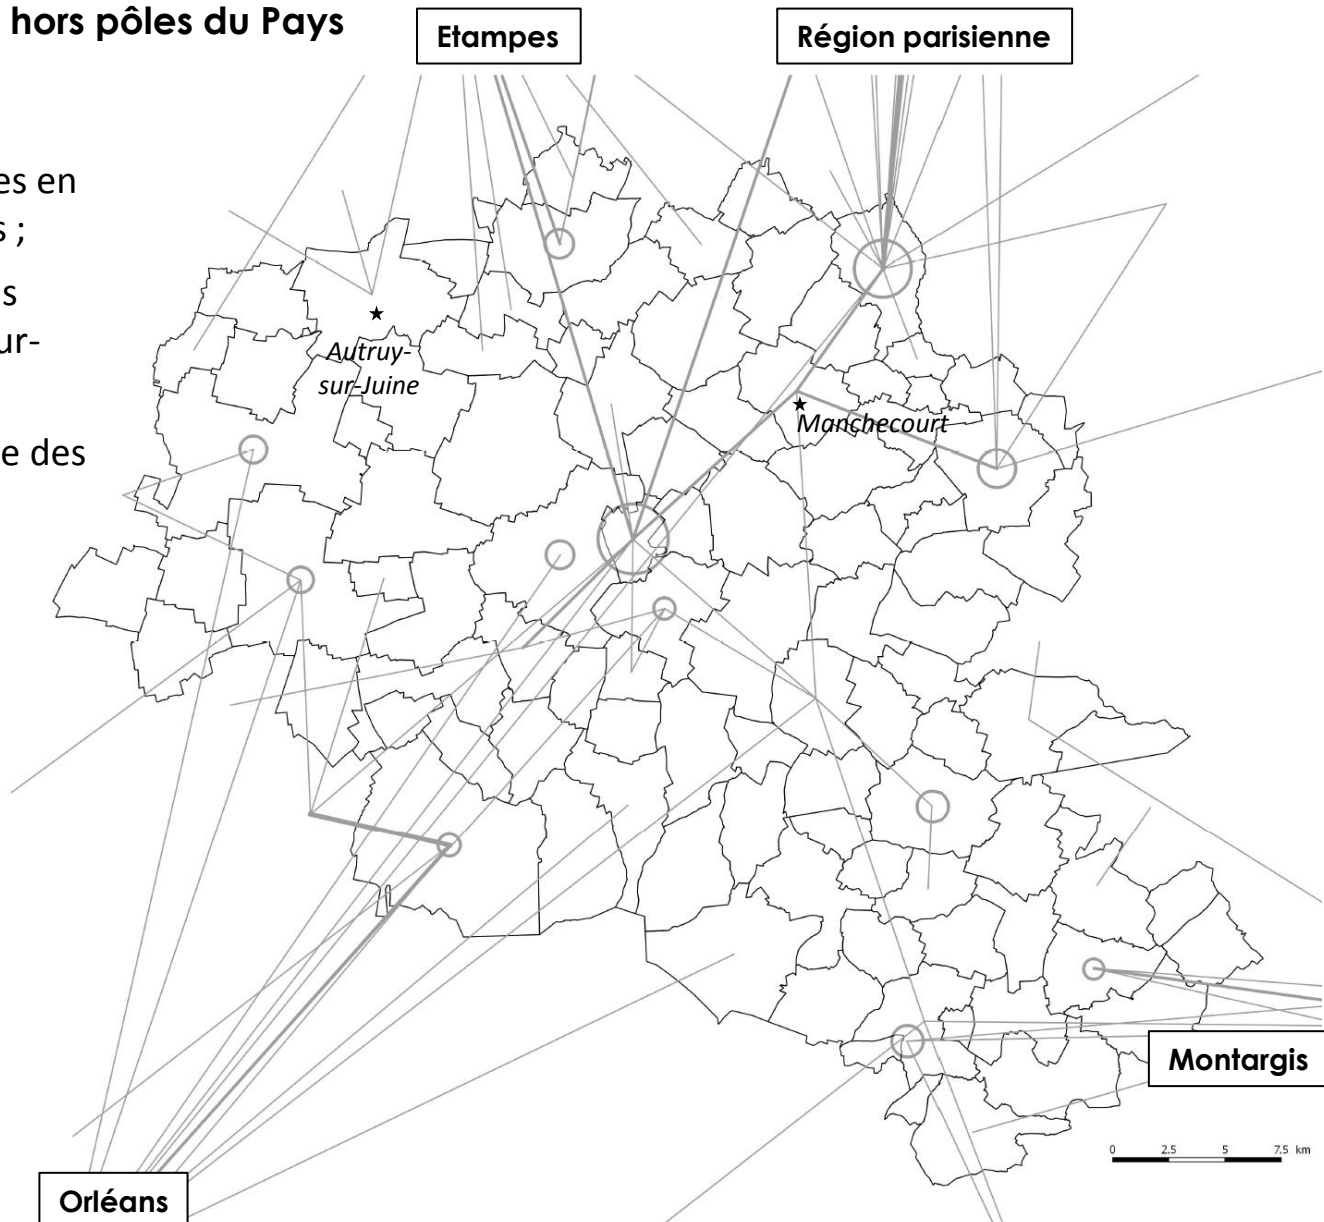 hors pôles du Pays
Etampes
Région parisienne
es en
s ;
s
ur-
e des
Autruy-
sur-Juine
Manchecourt
Montargis
0 2.5 5 7.5 km
Orléans